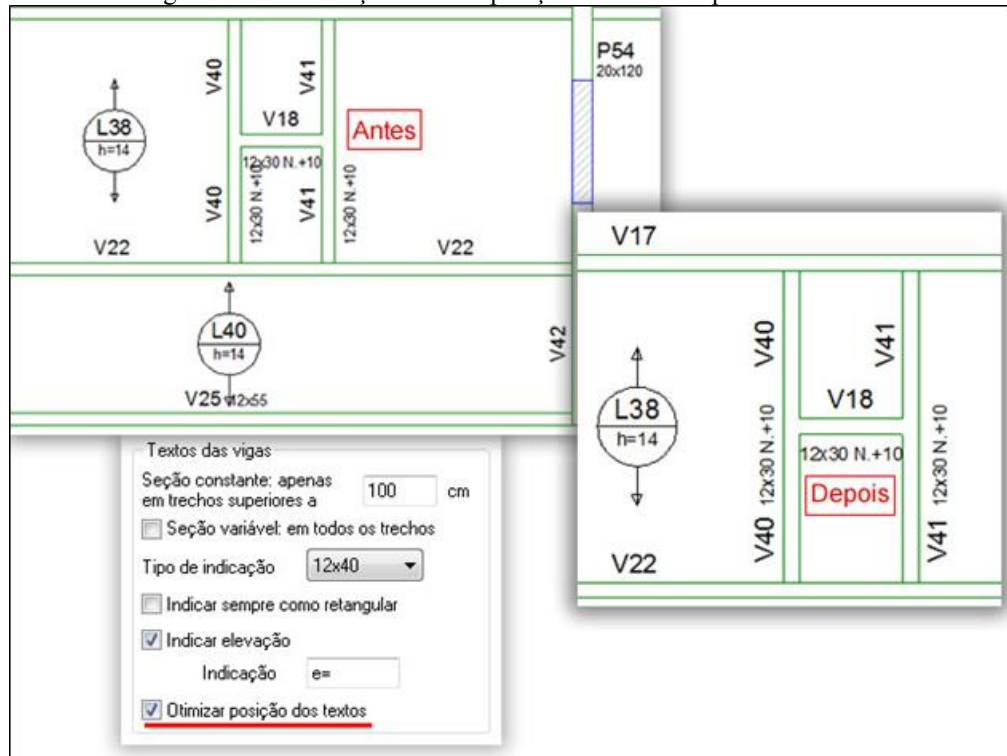 P54
20x120
V40
V41
L38
h=14
V18
Antes
12x30 N.+10
V40
12x30 N.+10
V41
12x30 N.+10
V22
V22
L40
h=14
V42
V25 12x55
V17
V40
V41
L38
h=14
V18
12x30 N.+10
12x30 N.+10
12x30 N.+10
Depois
V40
V41
V22
Textos das vigas
Seção constante: apenas
em trechos superiores a 100 cm
Seção variável: em todos os trechos
Tipo de indicação 12x40
Indicar sempre como retangular
Indicar elevação
Indicação e=
Otimizar posição dos textos